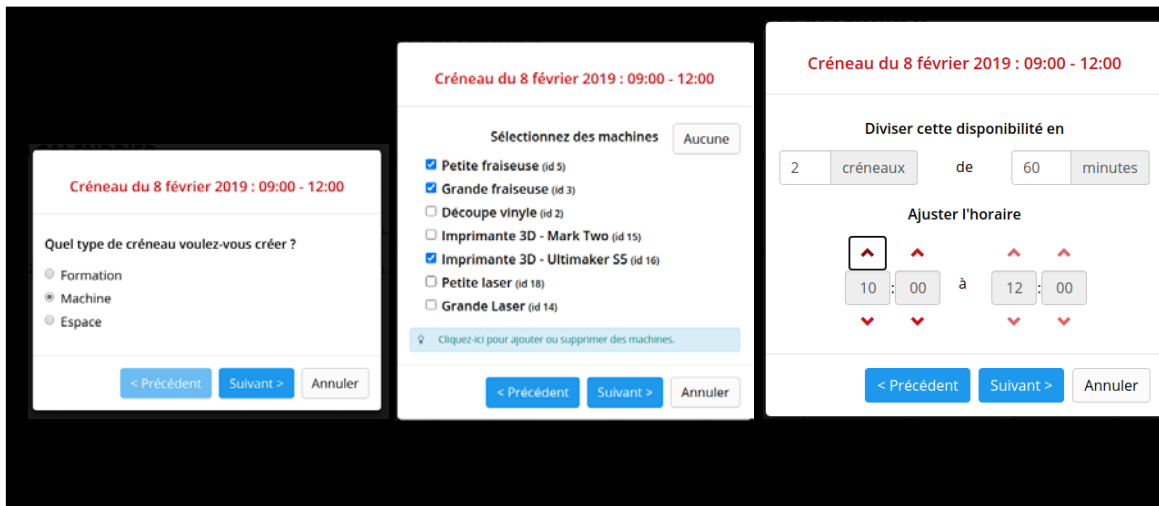 Créneau du 8 février 2019 : 09:00 - 12:00
Quel type de créneau voulez-vous créer ?
Formation
Machine
Espace
< Précédent Suivant > Annuler
Créneau du 8 février 2019 : 09:00 - 12:00
Sélectionnez des machines Aucune
Petite fraiseuse (id 5)
Grande fraiseuse (id 3)
Découpe vinyle (id 2)
Imprimante 3D - Mark Two (id 15)
Imprimante 3D - Ultimaker S5 (id 16)
Petite laser (id 18)
Grande Laser (id 14)
Cliquez-ici pour ajouter ou supprimer des machines.
< Précédent Suivant > Annuler
Créneau du 8 février 2019 : 09:00 - 12:00
Diviser cette disponibilité en
2 créneaux de 60 minutes
Ajuster l'horaire
10 : 00 à 12 : 00
< Précédent Suivant > Annuler